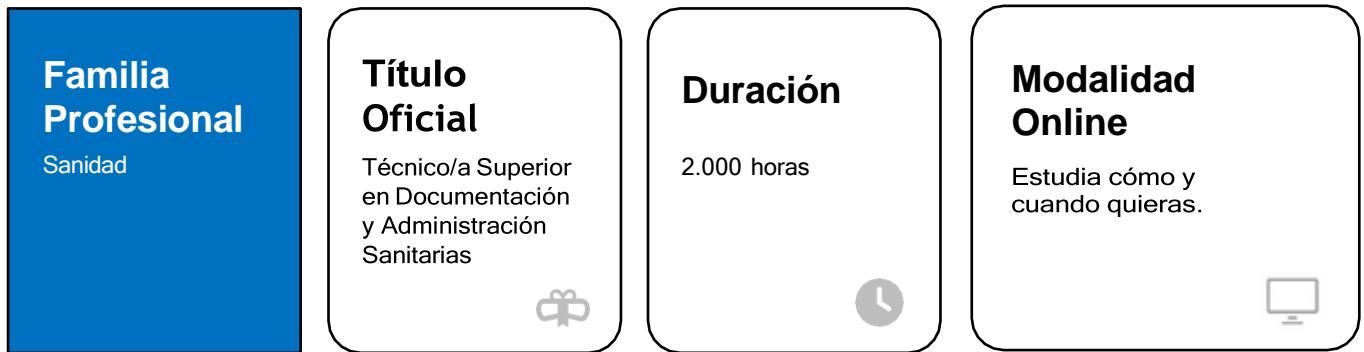 Familia
Profesional
Sanidad
Título
Oficial
Técnico/a Superior
en Documentación
y Administración
Sanitarias
Duración
2.000 horas
Modalidad
Online
Estudia cómo y
cuando quieras.